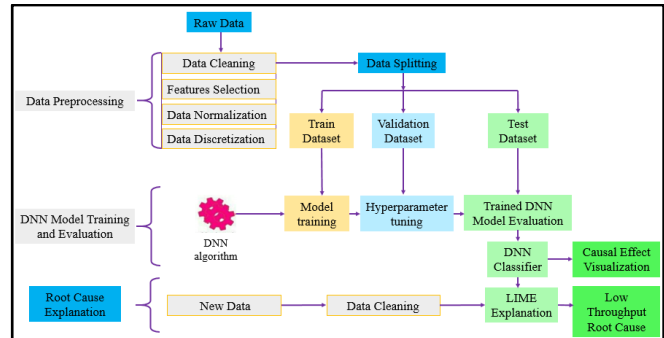 Raw Data
Data Cleaning
Data Splitting
Features Selection
Data Preprocessing
Data Normalization
Data Discretization
Train
Dataset
Validation
Dataset
Test
Dataset
DNN Model Training
and Evaluation
DNN
algorithm
Model
training
Hyperparameter
tuning
Trained DNN
Model Evaluation
DNN
Classifier
Causal Effect
Visualization
Root Cause
Explanation
New Data
Data Cleaning
LIME
Explanation
Low
Throughput
Root Cause